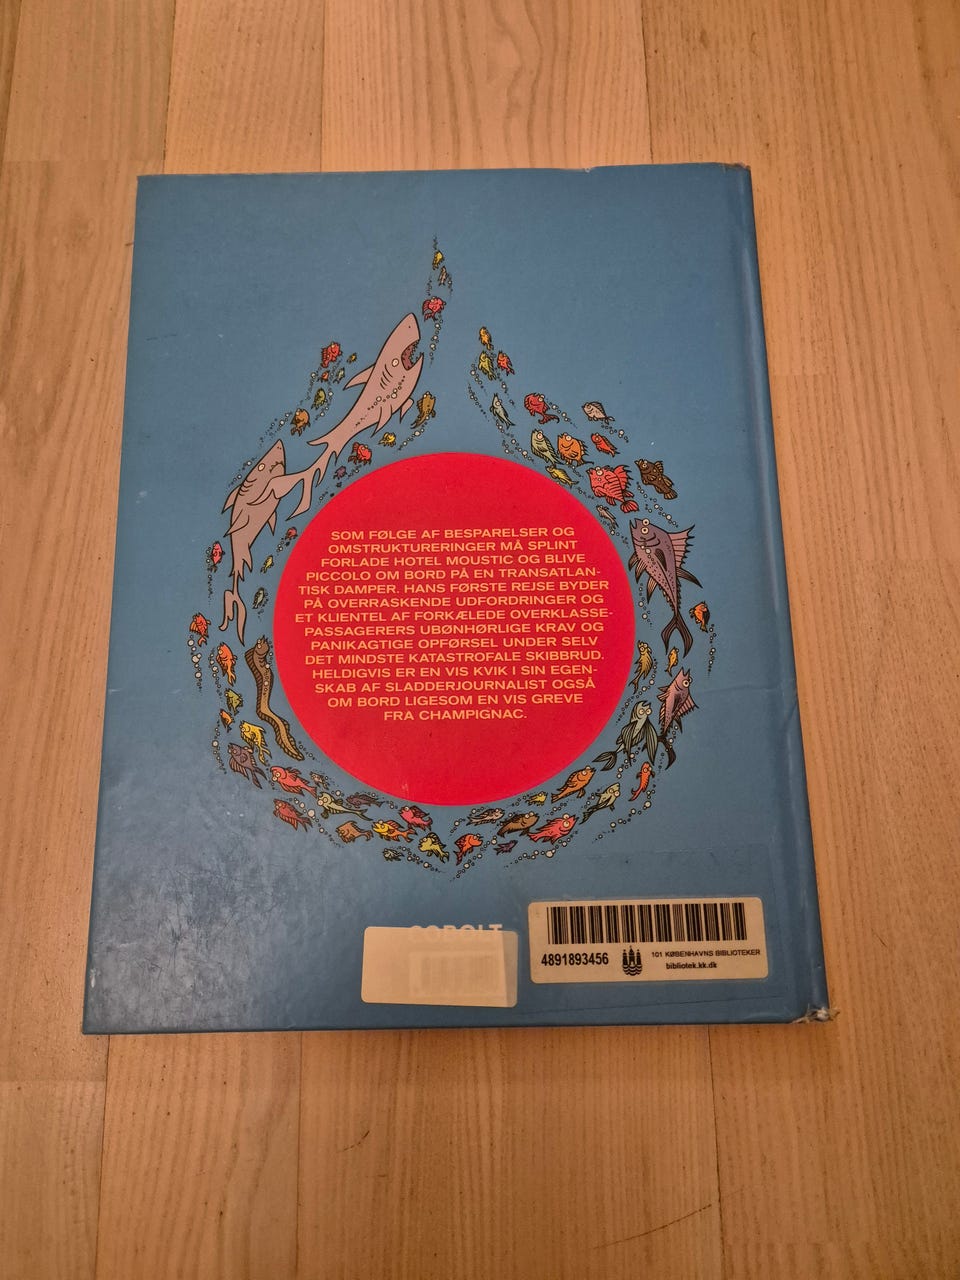 SOM FØLGE AF BESPARELSER OG
OMSTRUKTURERINGER MÅ SPLINT
FORLADE HOTEL MOUSTIC OG BLIVE
PICCOLO OM BORD PÅ EN TRANSATLAN-
TISK DAMPER. HANS FØRSTE REJSE BYDER
PÅ OVERRASKENDE UDFORDRINGER OG
ET KLIENTEL AF FORKÆLEDE OVERKLASSE-
PASSAGERERS UBØNHØRLIGE KRAV OG
PANIKAGTIGE OPFØRSEL UNDER SELV
DET MINDSTE KATASTROFALE SKIBBRUD.
HELDIGVIS ER EN VIS KVIK I SIN EGEN-
SKAB AF SLADDERJOURNALIST OGSÅ
OM BORD LIGESOM EN VIS GREVE
FRA CHAMPIGNAC.
COBOLT
4891893456
101 KØBENHAVNS BIBLIOTEKER
bibliotek.kk.dk